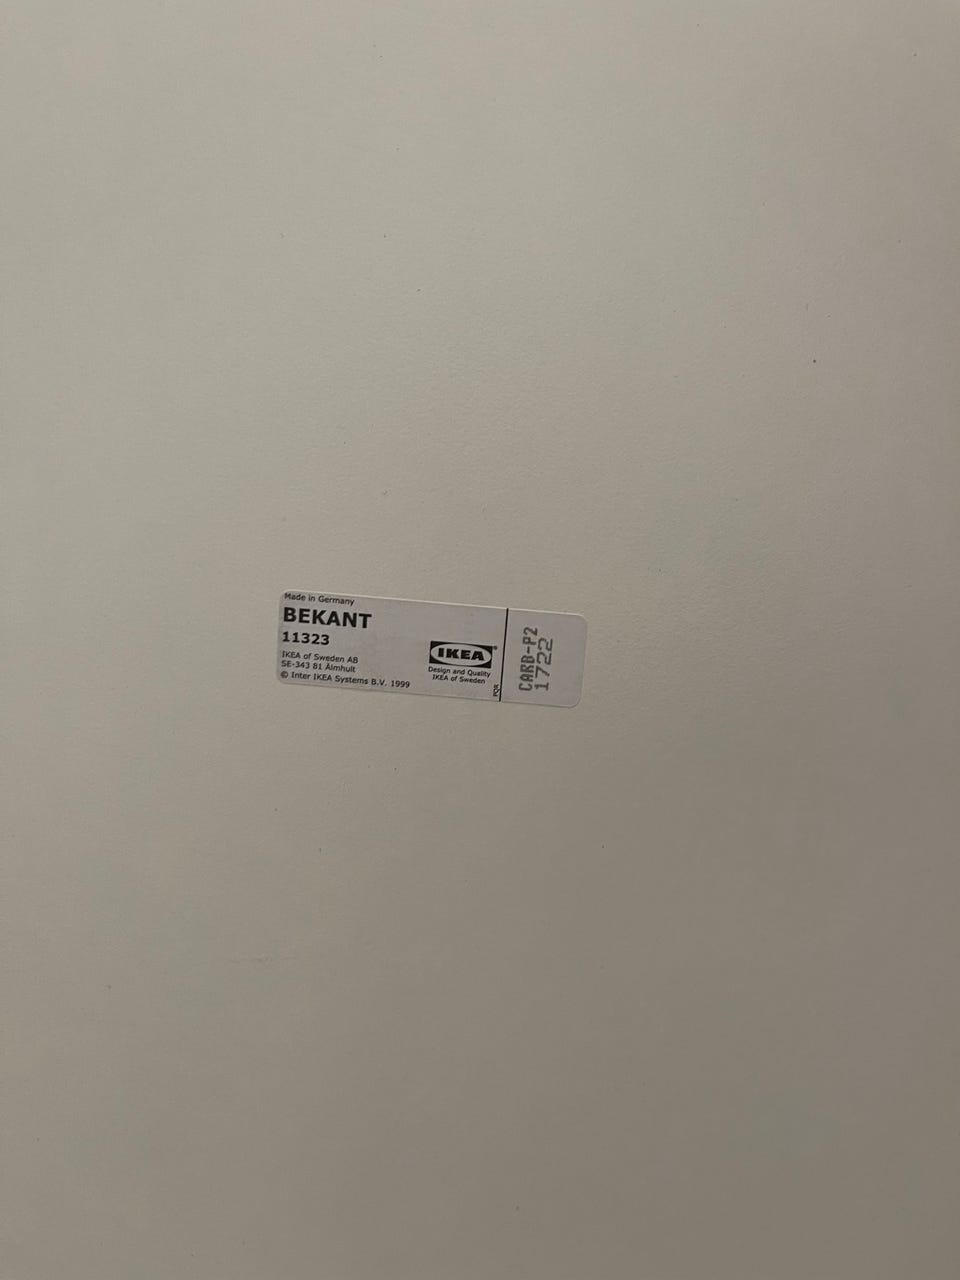 Made in Germany
BEKANT
11323
IKEA of Sweden AB
SE-343 81 Älmhult
© Inter IKEA Systems B.V. 1999
IKEA®
Design and Quality
IKEA of Sweden
PQR
CARB-P2
1722